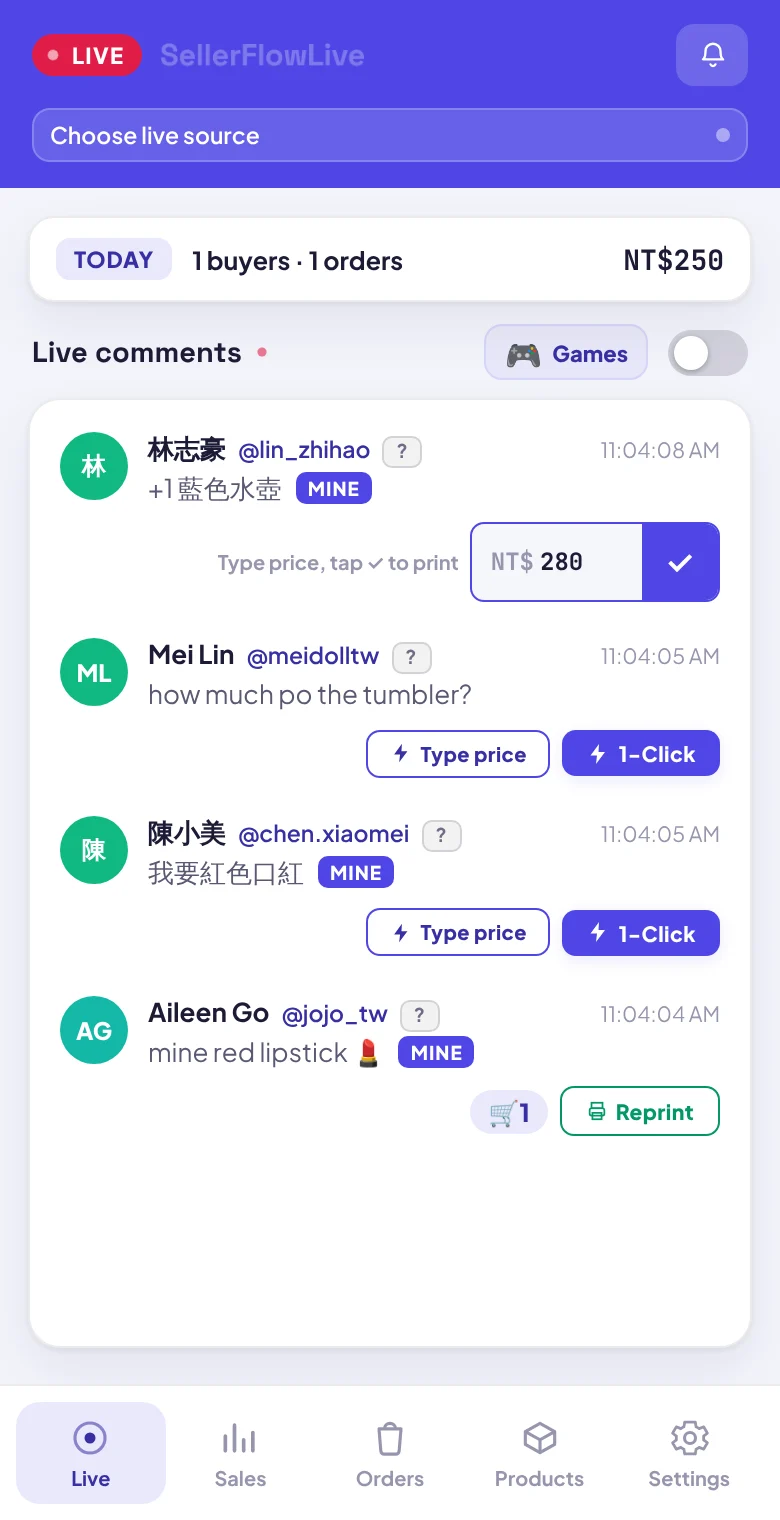 LIVE SellerFlowLive
Choose live source
TODAY 1 buyers · 1 orders NT$250
Live comments Games
林 林志豪 @lin_zhihao ? 11:04:08 AM
+1 藍色水壺 MINE
Type price, tap ✓ to print NT$ 280
ML Mei Lin @meidolltw ? 11:04:05 AM
how much po the tumbler?
Type price 1-Click
陳 陳小美 @chen.xiaomei ? 11:04:05 AM
我要紅色口紅 MINE
Type price 1-Click
AG Aileen Go @jojo_tw ? 11:04:04 AM
mine red lipstick 💄 MINE
🛒1 Reprint
Live Sales Orders Products Settings